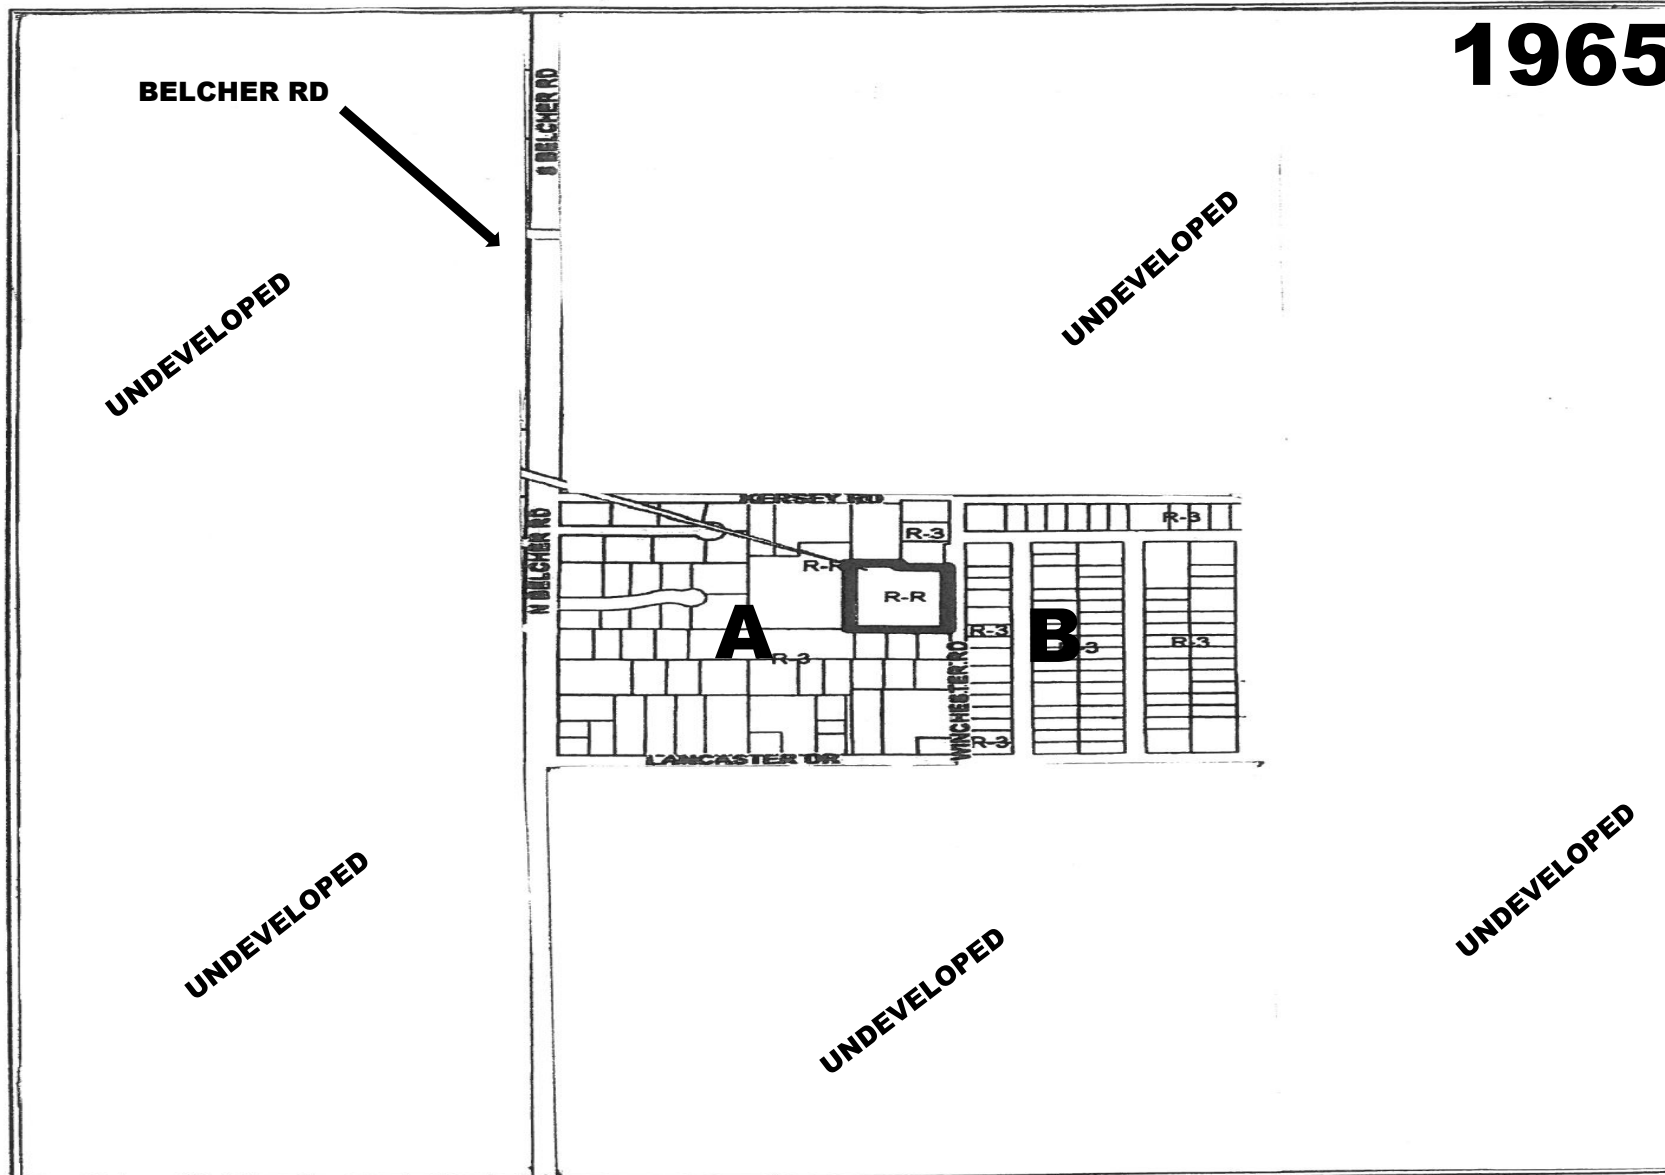 1965
BELCHER RD
S BELCHER RD
UNDEVELOPED
UNDEVELOPED
KERSEY RD
N BELCHER RD
R-3
R-3
R-R
R-R
A
B
R-3
R-3
R-3
R-3
WINCHESTER RD
R-3
LANCASTER DR
UNDEVELOPED
UNDEVELOPED
UNDEVELOPED